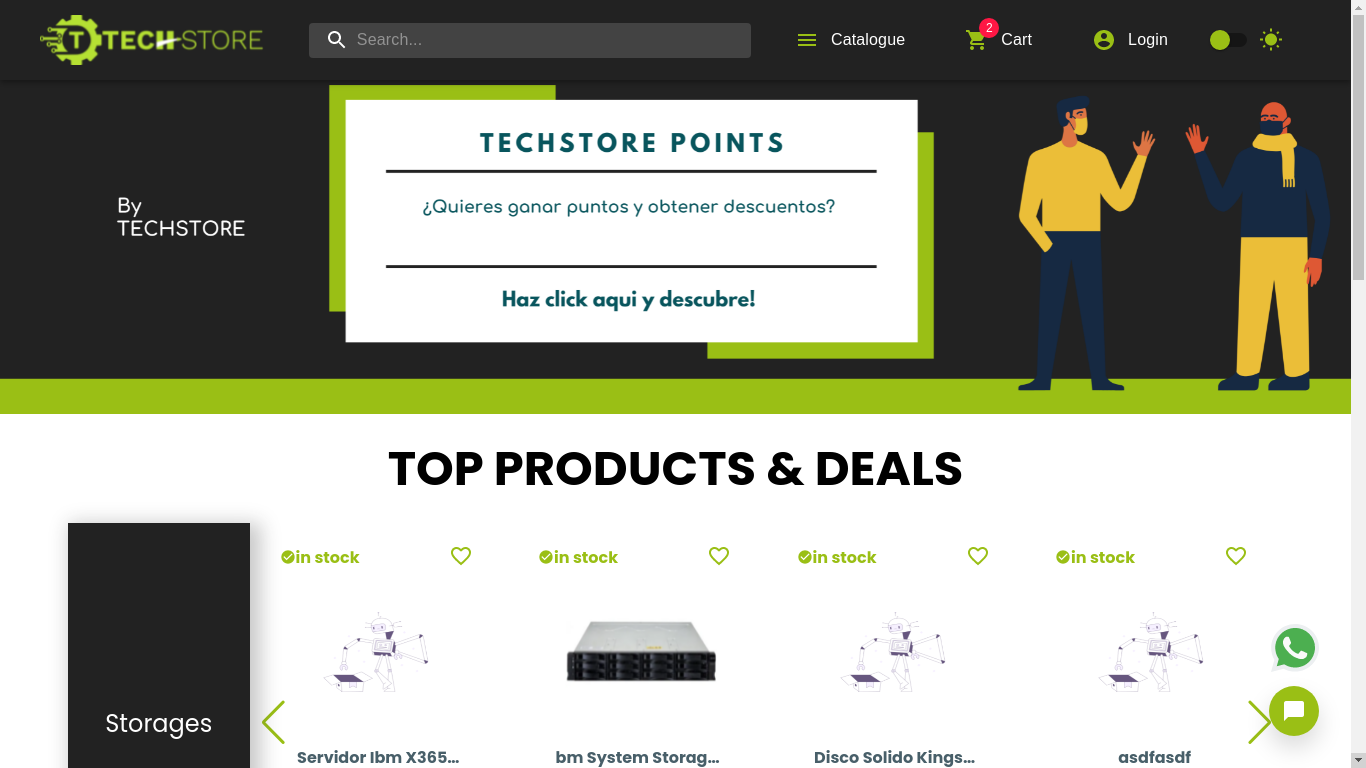 TECH-STORE
Search...
Catalogue
2
Cart
Login
By
TECHSTORE
TECHSTORE POINTS
¿Quieres ganar puntos y obtener descuentos?
Haz click aqui y descubre!
TOP PRODUCTS & DEALS
Storages
in stock
in stock
in stock
in stock
Servidor Ibm X365...
bm System Storag...
Disco Solido Kings...
asdfasdf